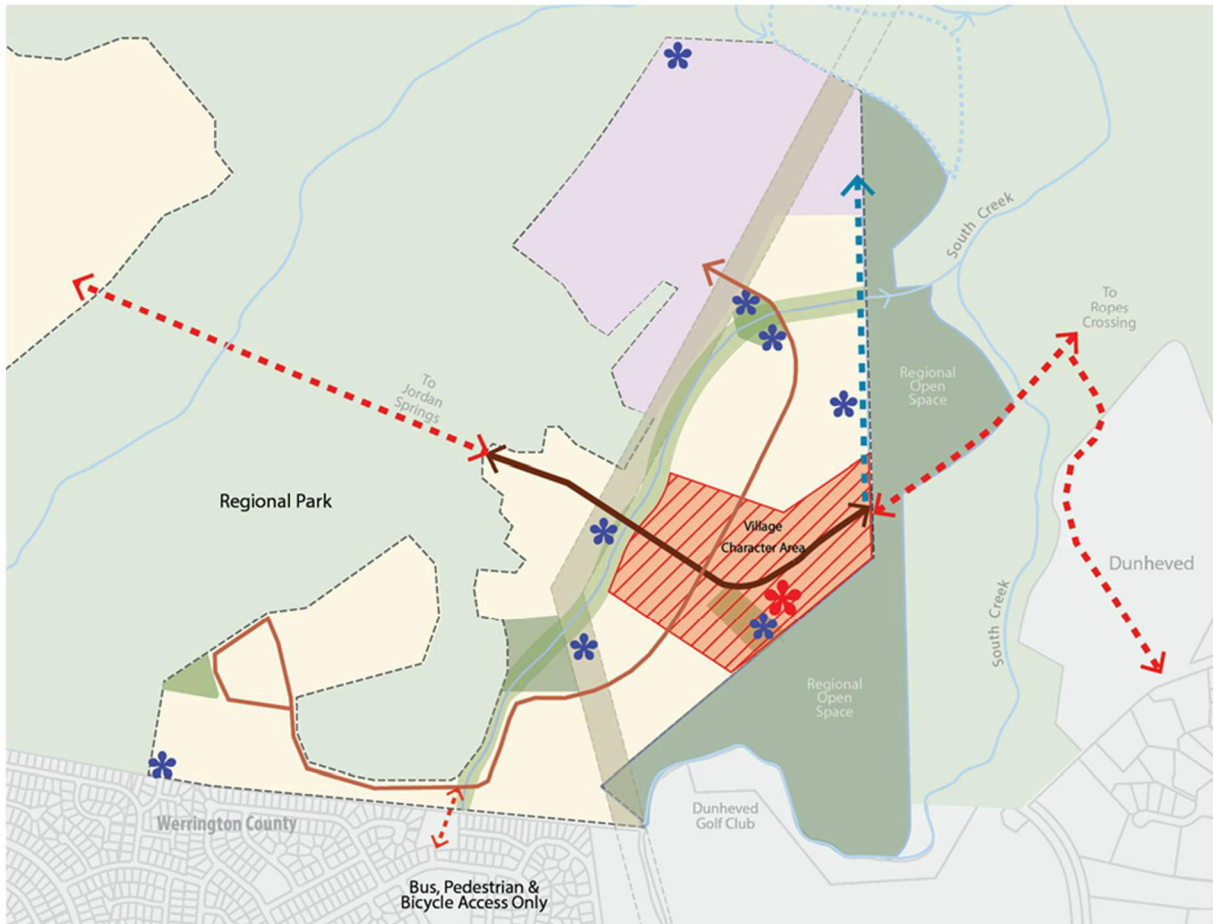 South Creek
To
Ropes
Crossing
Regional
Open
Space
To
Jordan
Springs
Regional Park
Village
Character Area
Dunheved
South Creek
Regional
Open
Space
Dunheved
Golf Club
Werrington County
Bus, Pedestrian &
Bicycle Access Only